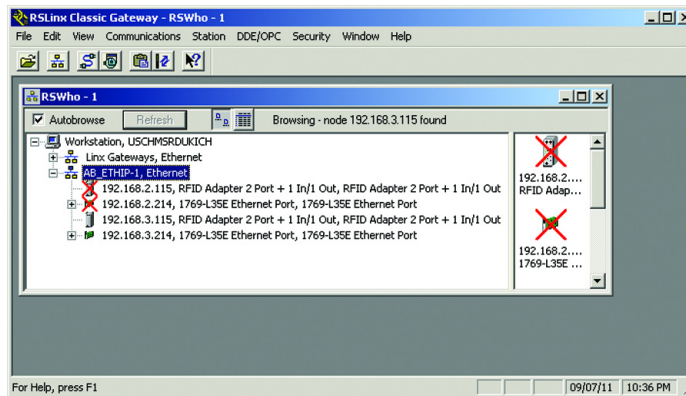 RSLinx Classic Gateway - RSWho - 1
File Edit View Communications Station DDE/OPC Security Window Help
RSWho - 1
Autobrowse Refresh Browsing - node 192.168.3.115 found
Workstation, USCHMSRDUKICH
Linx Gateways, Ethernet
AB_ETHIP-1, Ethernet
192.168.2.115, RFID Adapter 2 Port + 1 In/1 Out, RFID Adapter 2 Port + 1 In/1 Out
192.168.2.214, 1769-L35E Ethernet Port, 1769-L35E Ethernet Port
192.168.3.115, RFID Adapter 2 Port + 1 In/1 Out, RFID Adapter 2 Port + 1 In/1 Out
192.168.3.214, 1769-L35E Ethernet Port, 1769-L35E Ethernet Port
192.168.2....
RFID Adap...
192.168.2....
1769-L35E ...
For Help, press F1 09/07/11 10:36 PM